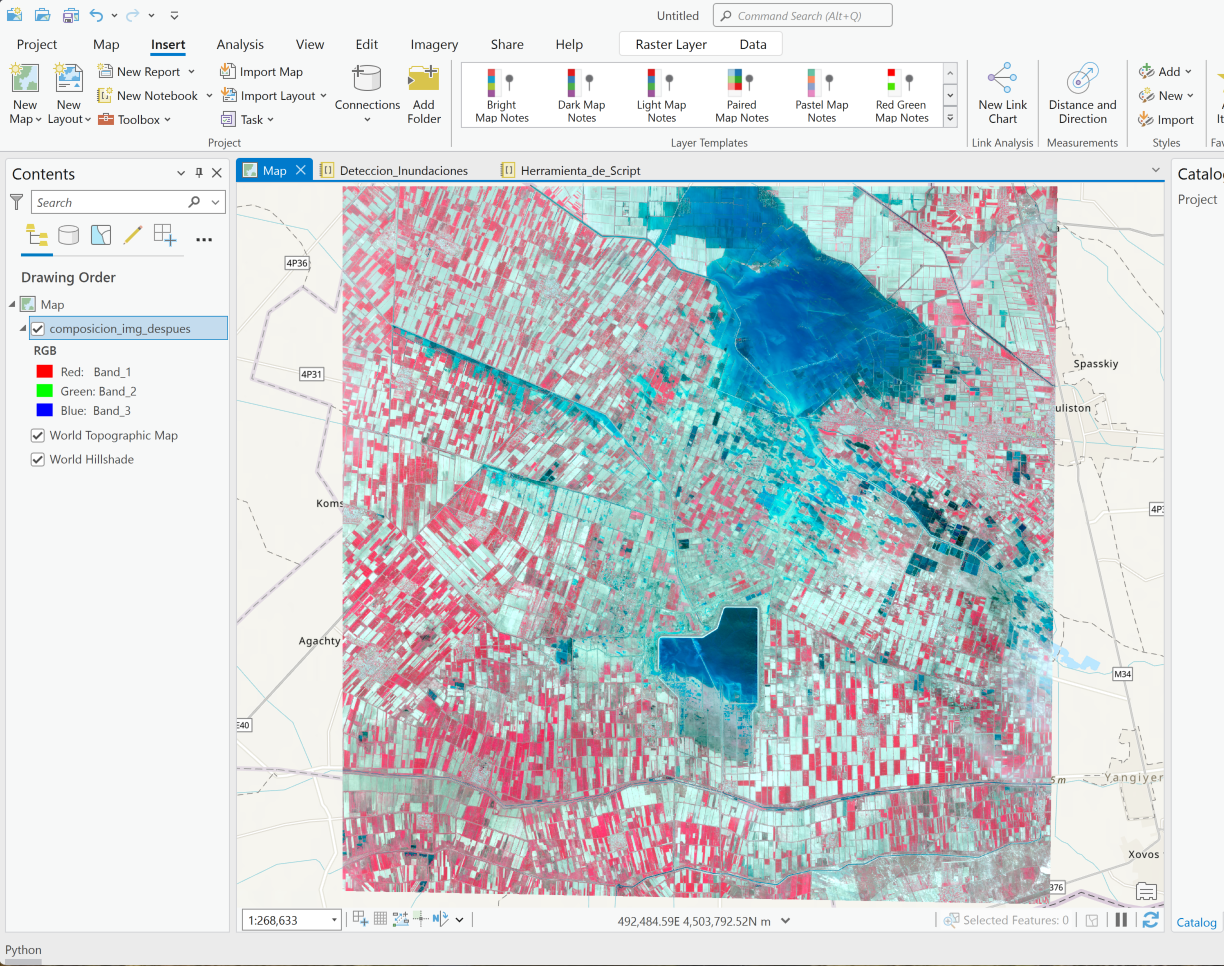 Untitled
Command Search (Alt+Q)
Project Map Insert Analysis View Edit Imagery Share Help Raster Layer Data
New Map
New Layout
New Report
New Notebook
Toolbox
Import Map
Import Layout
Task
Connections
Add Folder
Project
Bright Map Notes
Dark Map Notes
Light Map Notes
Paired Map Notes
Pastel Map Notes
Red Green Map Notes
Layer Templates
New Link Chart
Link Analysis
Distance and Direction
Measurements
Add
New
Import
Styles
Contents
Search
Drawing Order
Map
composicion_img_despues
RGB
Red: Band_1
Green: Band_2
Blue: Band_3
World Topographic Map
World Hillshade
Map
Deteccion_Inundaciones
Herramienta_de_Script
4P36
4P31
Spasskiy
uliston
Koms
Agachty
M34
E40
5m
Yangiyer
Xovos
376
1:268,633
492,484.59E 4,503,792.52N m
Selected Features: 0
Catalo
Project
Catalog
Python